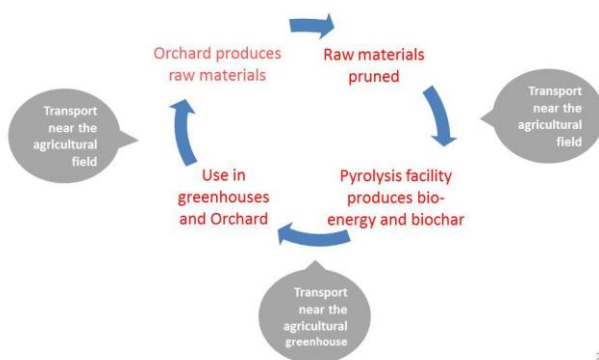 Orchard produces
raw materials
Raw materials
pruned
Transport
near the
agricultural
field
Transport
near the
agricultural
field
Use in
greenhouses
and Orchard
Pyrolysis facility
produces bio-
energy and biochar
Transport
near the
agricultural
greenhouse